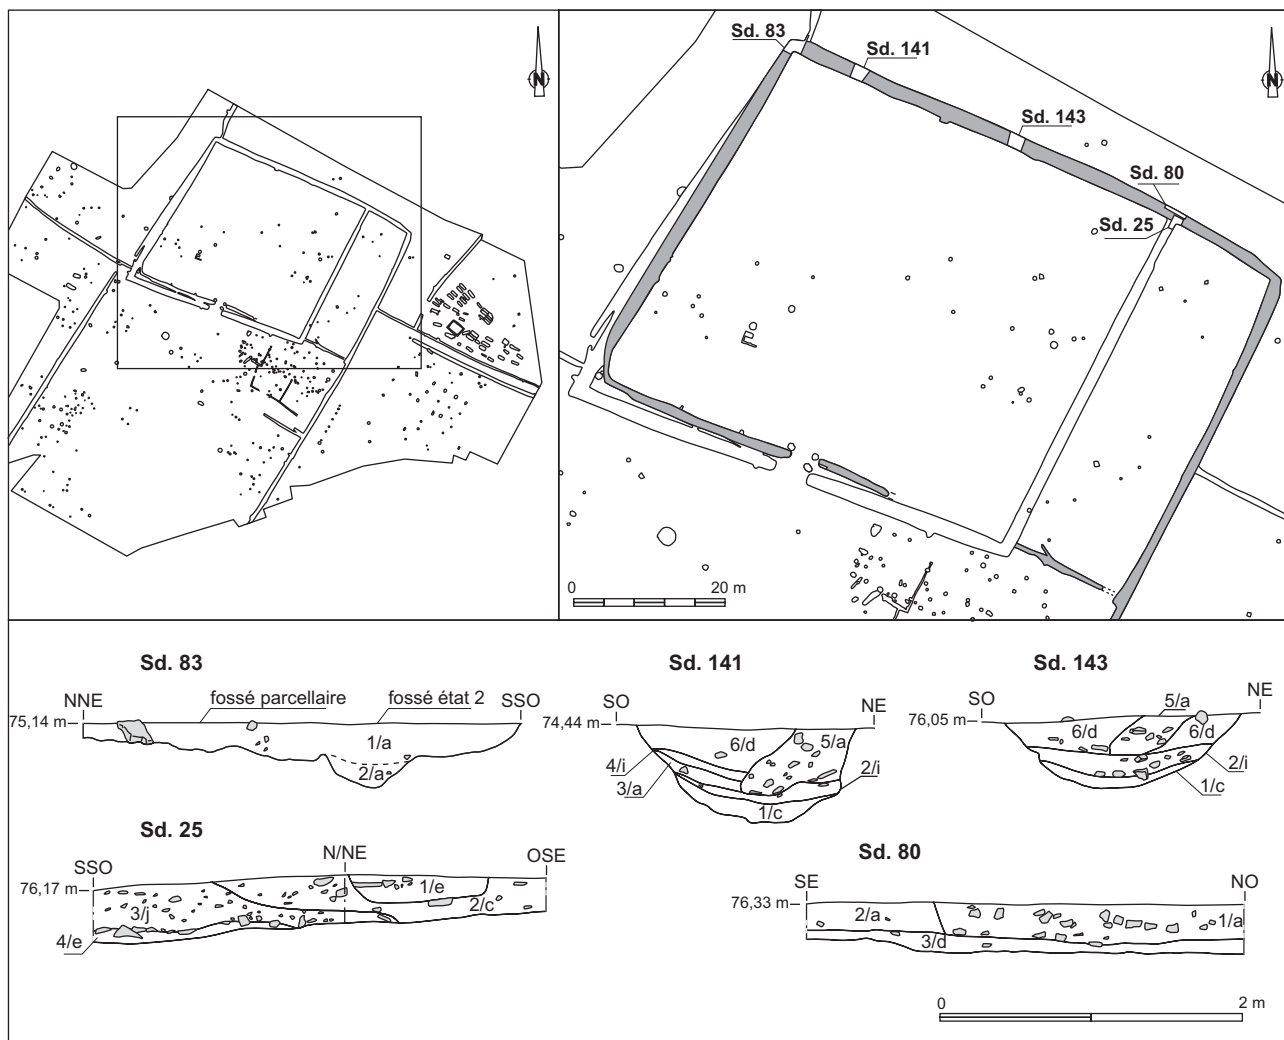 N
Sd. 83
Sd. 141
N
Sd. 143
Sd. 80
Sd. 25
0 20 m
Sd. 83
NNE fossé parcellaire fossé état 2 SSO
75,14 m
1/a
2/a
Sd. 141
SO NE
74,44 m
6/d 5/a
4/i
3/a 2/i
1/c
Sd. 143
SO 5/a NE
76,05 m
6/d 6/d
2/i
1/c
Sd. 25
SSO N/NE OSE
76,17 m
1/e
3/j 2/c
4/e
Sd. 80
SE NO
76,33 m
2/a 1/a
3/d
0 2 m